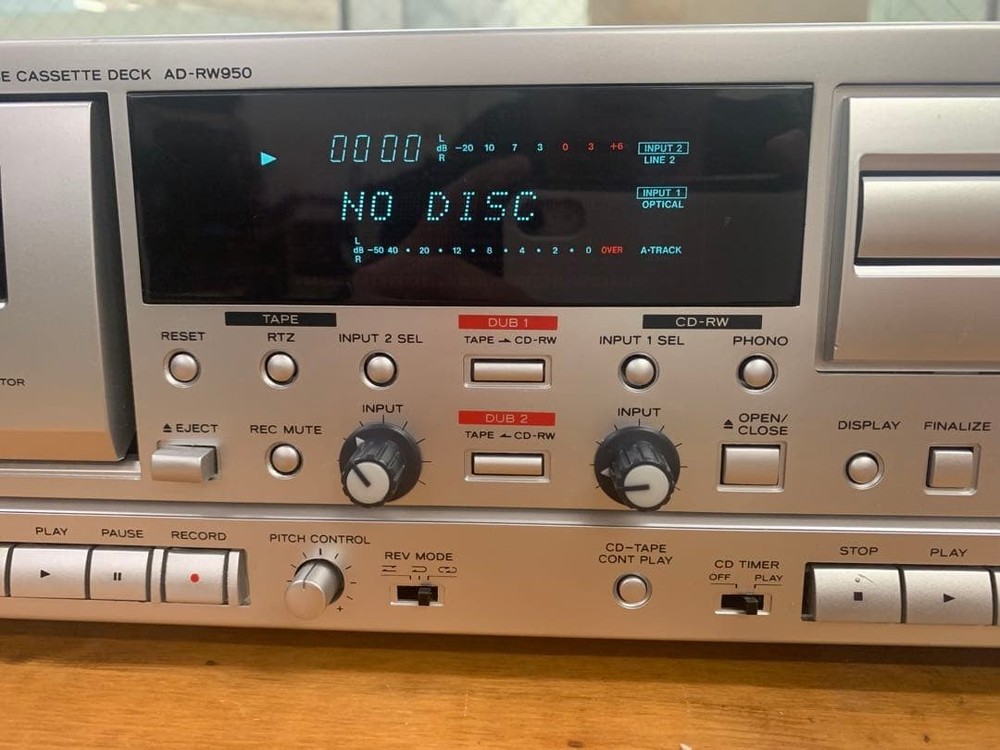 E CASSETTE DECK AD-RW950
0000 L dB R -20 10 7 3 0 3 +6 INPUT 2
LINE 2
NO DISC INPUT 1
OPTICAL
L dB R -50 40 • 20 • 12 • 8 • 4 • 2 • 0 OVER A-TRACK
TAPE DUB 1 CD-RW
RESET RTZ INPUT 2 SEL TAPE CD-RW INPUT 1 SEL PHONO
TOR
INPUT DUB 2 INPUT
EJECT REC MUTE TAPE CD-RW OPEN/
CLOSE DISPLAY FINALIZE
PLAY PAUSE RECORD PITCH CONTROL REV MODE CD-TAPE
CONT PLAY CD TIMER STOP PLAY
OFF PLAY
+